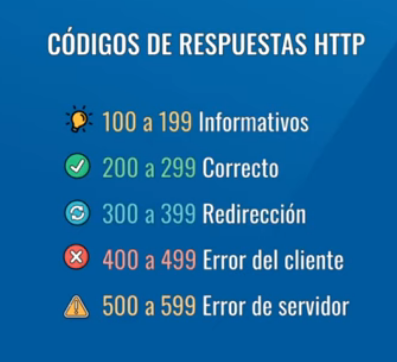 CÓDIGOS DE RESPUESTAS HTTP
100 a 199 Informativos
200 a 299 Correcto
300 a 399 Redirección
400 a 499 Error del cliente
500 a 599 Error de servidor